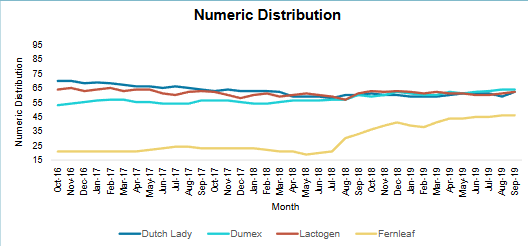 Numeric Distribution
Numeric Distribution
95
85
75
65
55
45
35
25
15
Oct-16 Nov-16 Dec-16 Jan-17 Feb-17 Mar-17 Apr-17 May-17 Jun-17 Jul-17 Aug-17 Sep-17 Oct-17 Nov-17 Dec-17 Jan-18 Feb-18 Mar-18 Apr-18 May-18 Jun-18 Jul-18 Aug-18 Sep-18 Oct-18 Nov-18 Dec-18 Jan-19 Feb-19 Mar-19 Apr-19 May-19 Jun-19 Jul-19 Aug-19 Sep-19
Month
Dutch Lady Dumex Lactogen Fernleaf